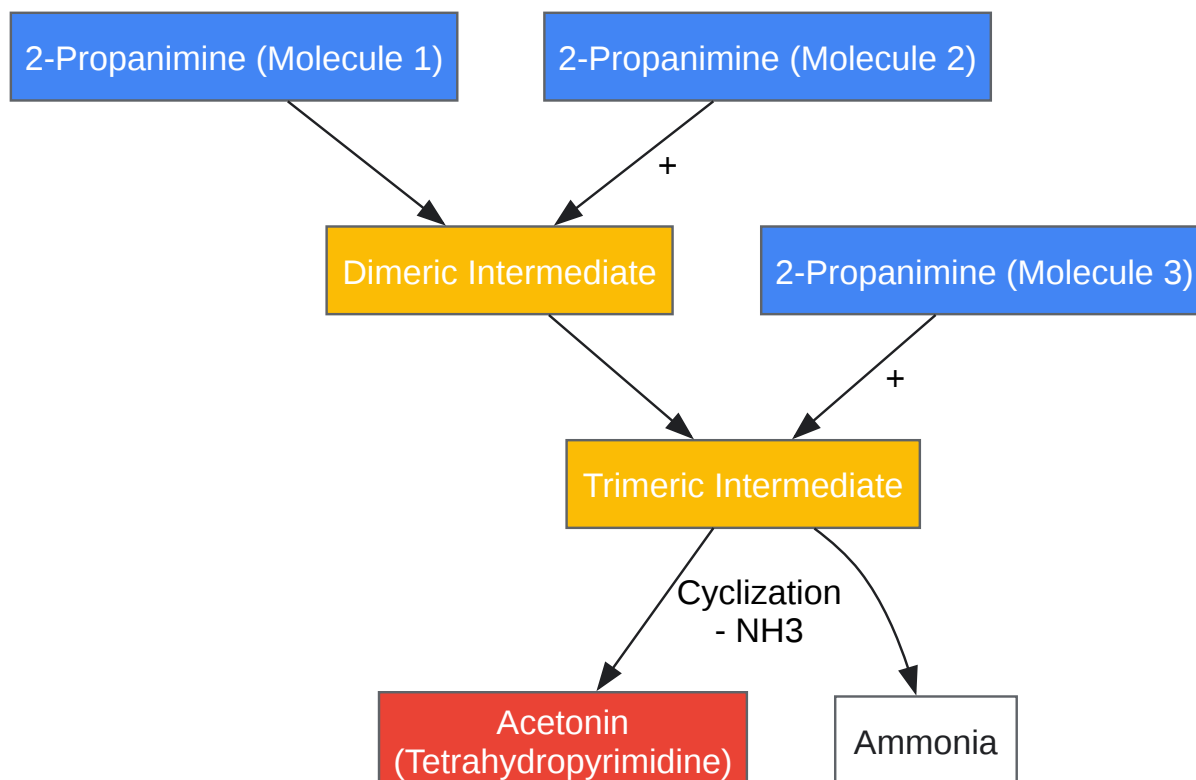 2-Propanimine (Molecule 1)
2-Propanimine (Molecule 2)
+
Dimeric Intermediate
2-Propanimine (Molecule 3)
+
Trimeric Intermediate
Cyclization
- NH3
Acetonin
(Tetrahydropyrimidine)
Ammonia